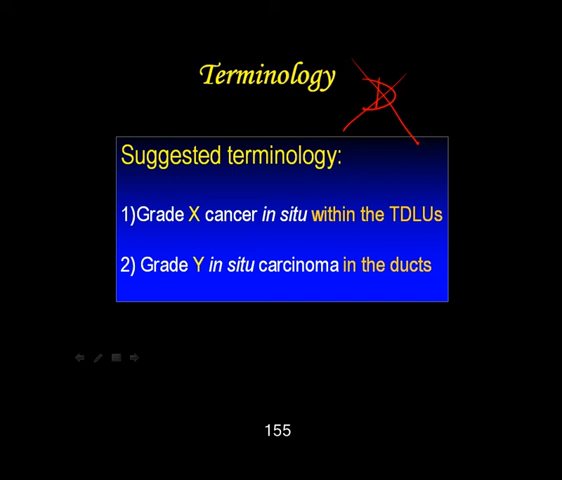 Terminology
D
Suggested terminology:
1)Grade X cancer in situ within the TDLUs
2) Grade Y in situ carcinoma in the ducts
155